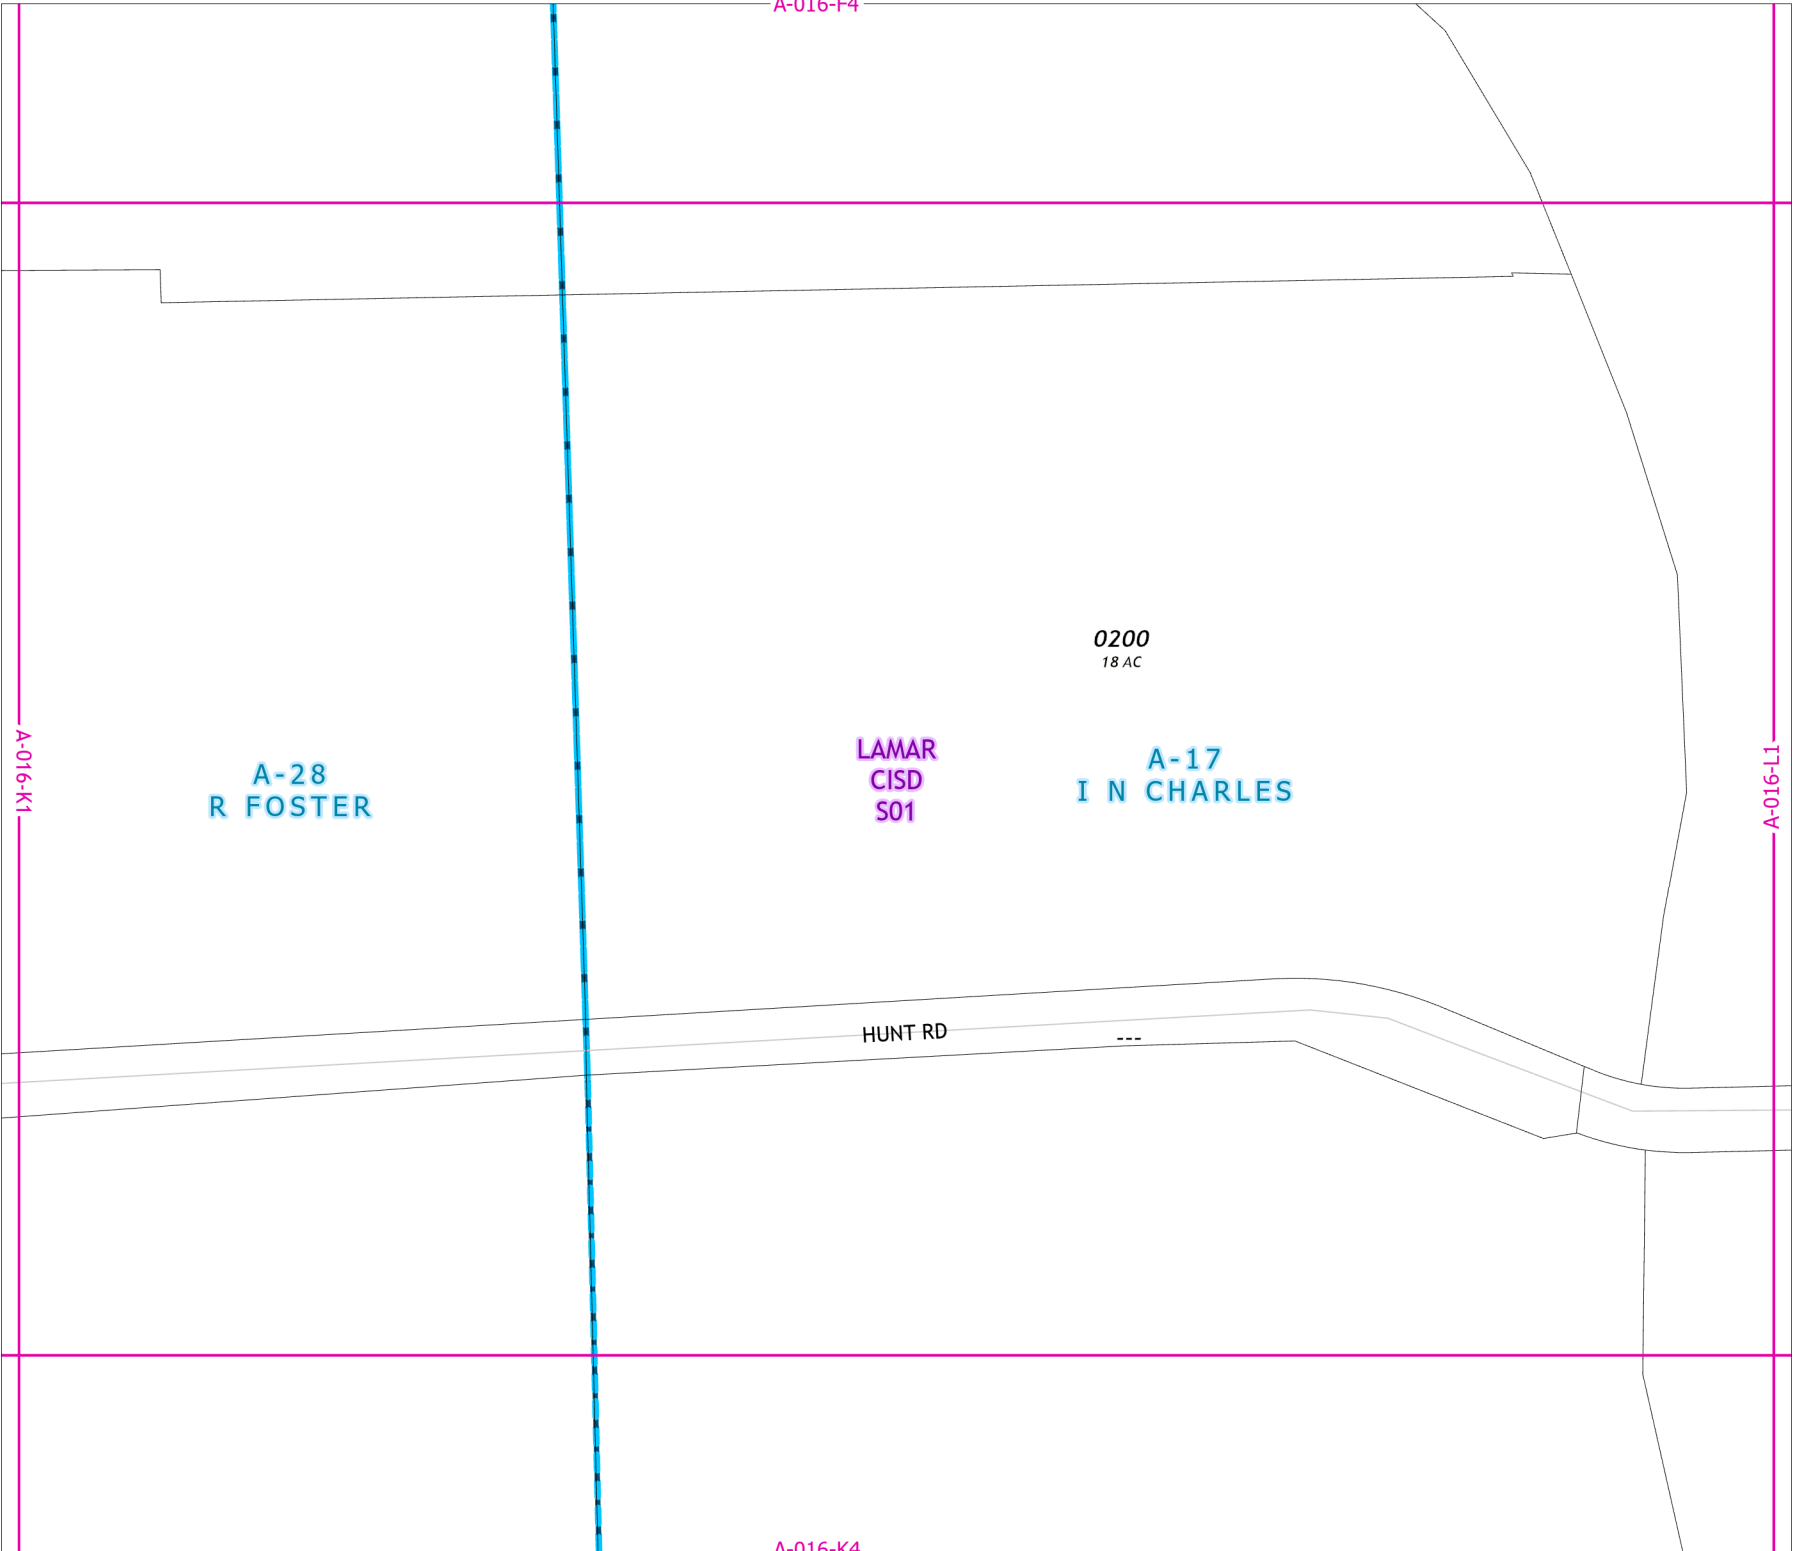 A-016-F4
0200
18 AC
LAMAR
CISD
S01
A-17
I N CHARLES
A-28
R FOSTER
A-016-K1
A-016-L1
HUNT RD
---
A-016-K4